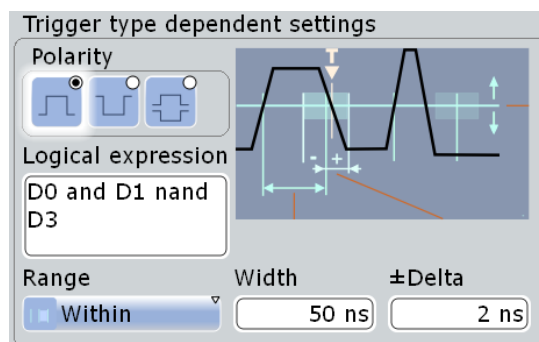 Trigger type dependent settings
Polarity
T
Logical expression
D0 and D1 nand
D3
- +
Range Width ±Delta
Within 50 ns 2 ns